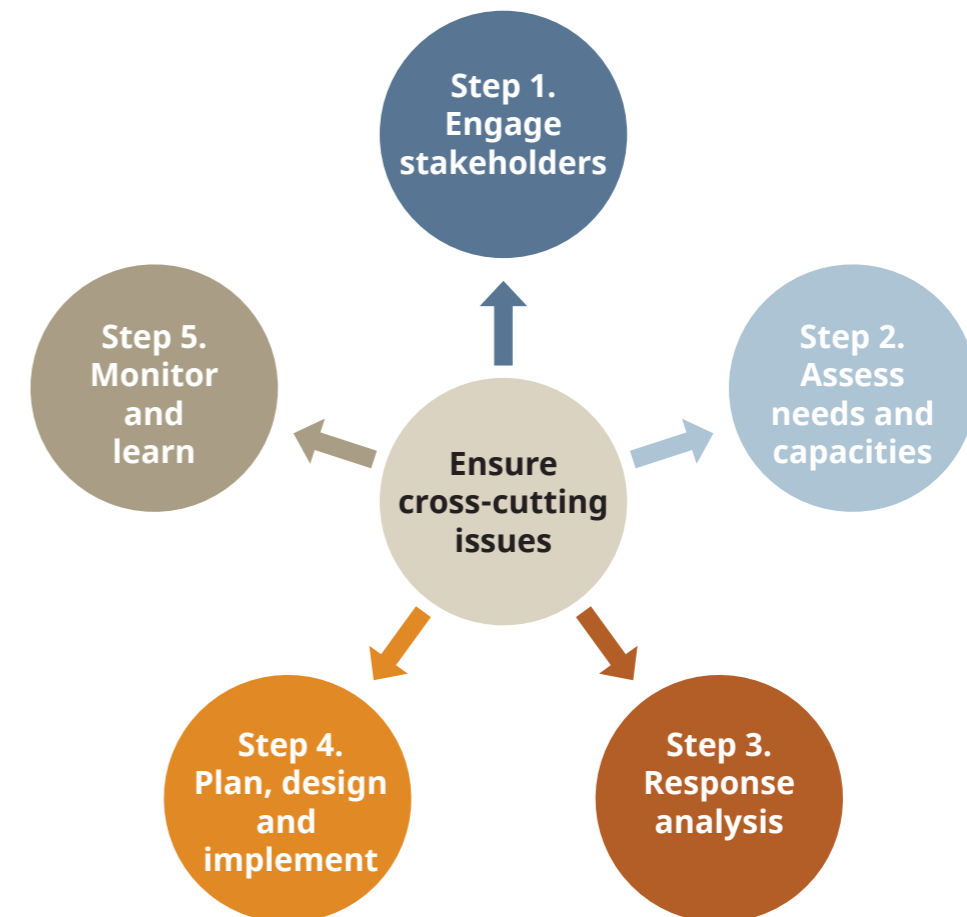 Step 1.
Engage
stakeholders
Step 2.
Assess
needs and
capacities
Step 3.
Response
analysis
Step 4.
Plan, design
and
implement
Step 5.
Monitor
and
learn
Ensure
cross-cutting
issues